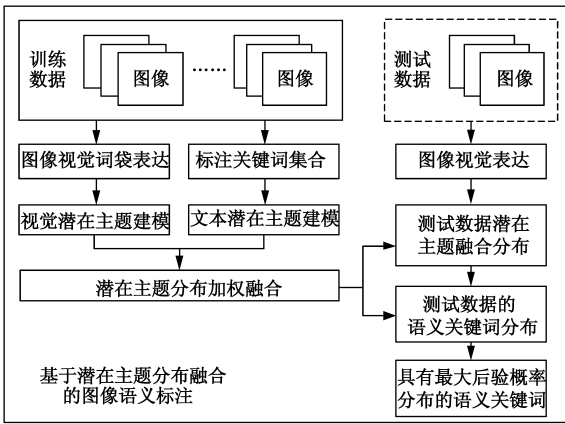 训练
数据
图像
……
图像
测试
数据
图像
图像视觉词袋表达
标注关键词集合
图像视觉表达
视觉潜在主题建模
文本潜在主题建模
测试数据潜在
主题融合分布
潜在主题分布加权融合
测试数据的
语义关键词分布
基于潜在主题分布融合
的图像语义标注
具有最大后验概率
分布的语义关键词